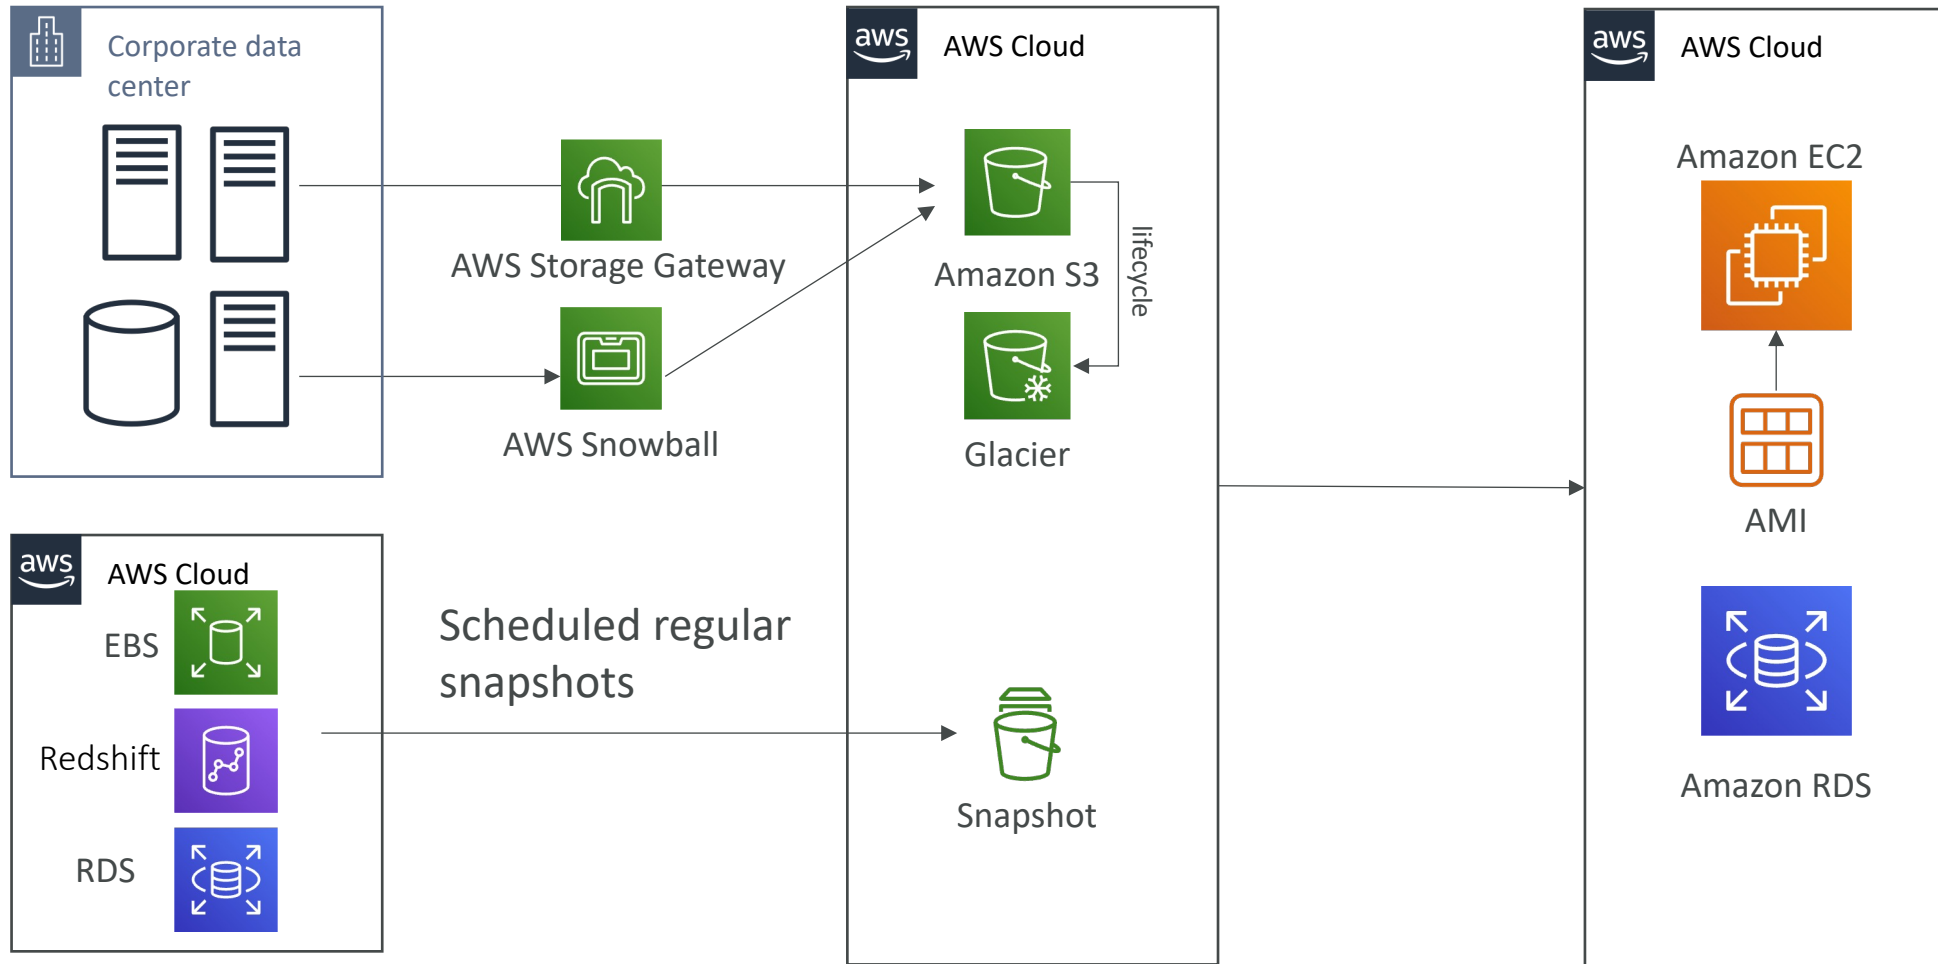 Corporate data
center
AWS Storage Gateway
AWS Snowball
aws
AWS Cloud
EBS
Redshift
RDS
Scheduled regular
snapshots
aws
AWS Cloud
Amazon S3
lifecycle
Glacier
Snapshot
aws
AWS Cloud
Amazon EC2
AMI
Amazon RDS